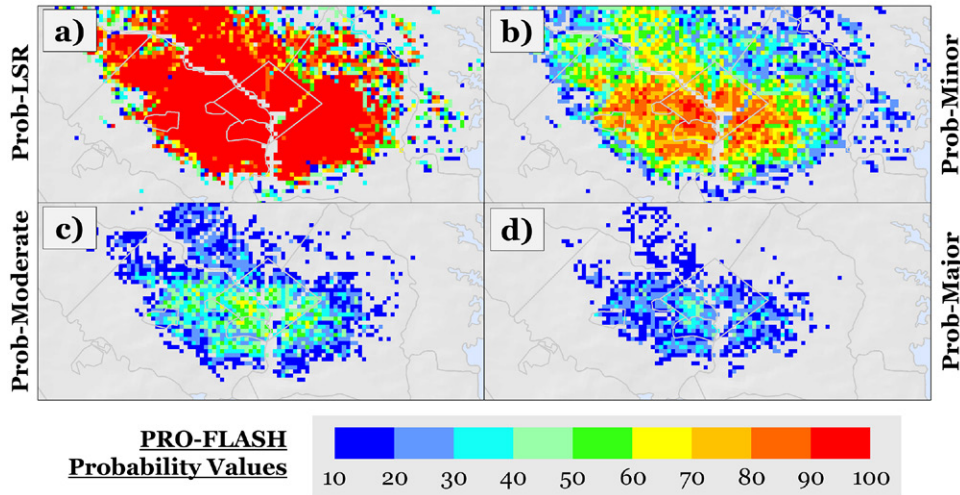 a)
b)
Prob-LSR
Prob-Minor
c)
d)
Prob-Moderate
Prob-Major
PRO-FLASH
Probability Values
10 20 30 40 50 60 70 80 90 100